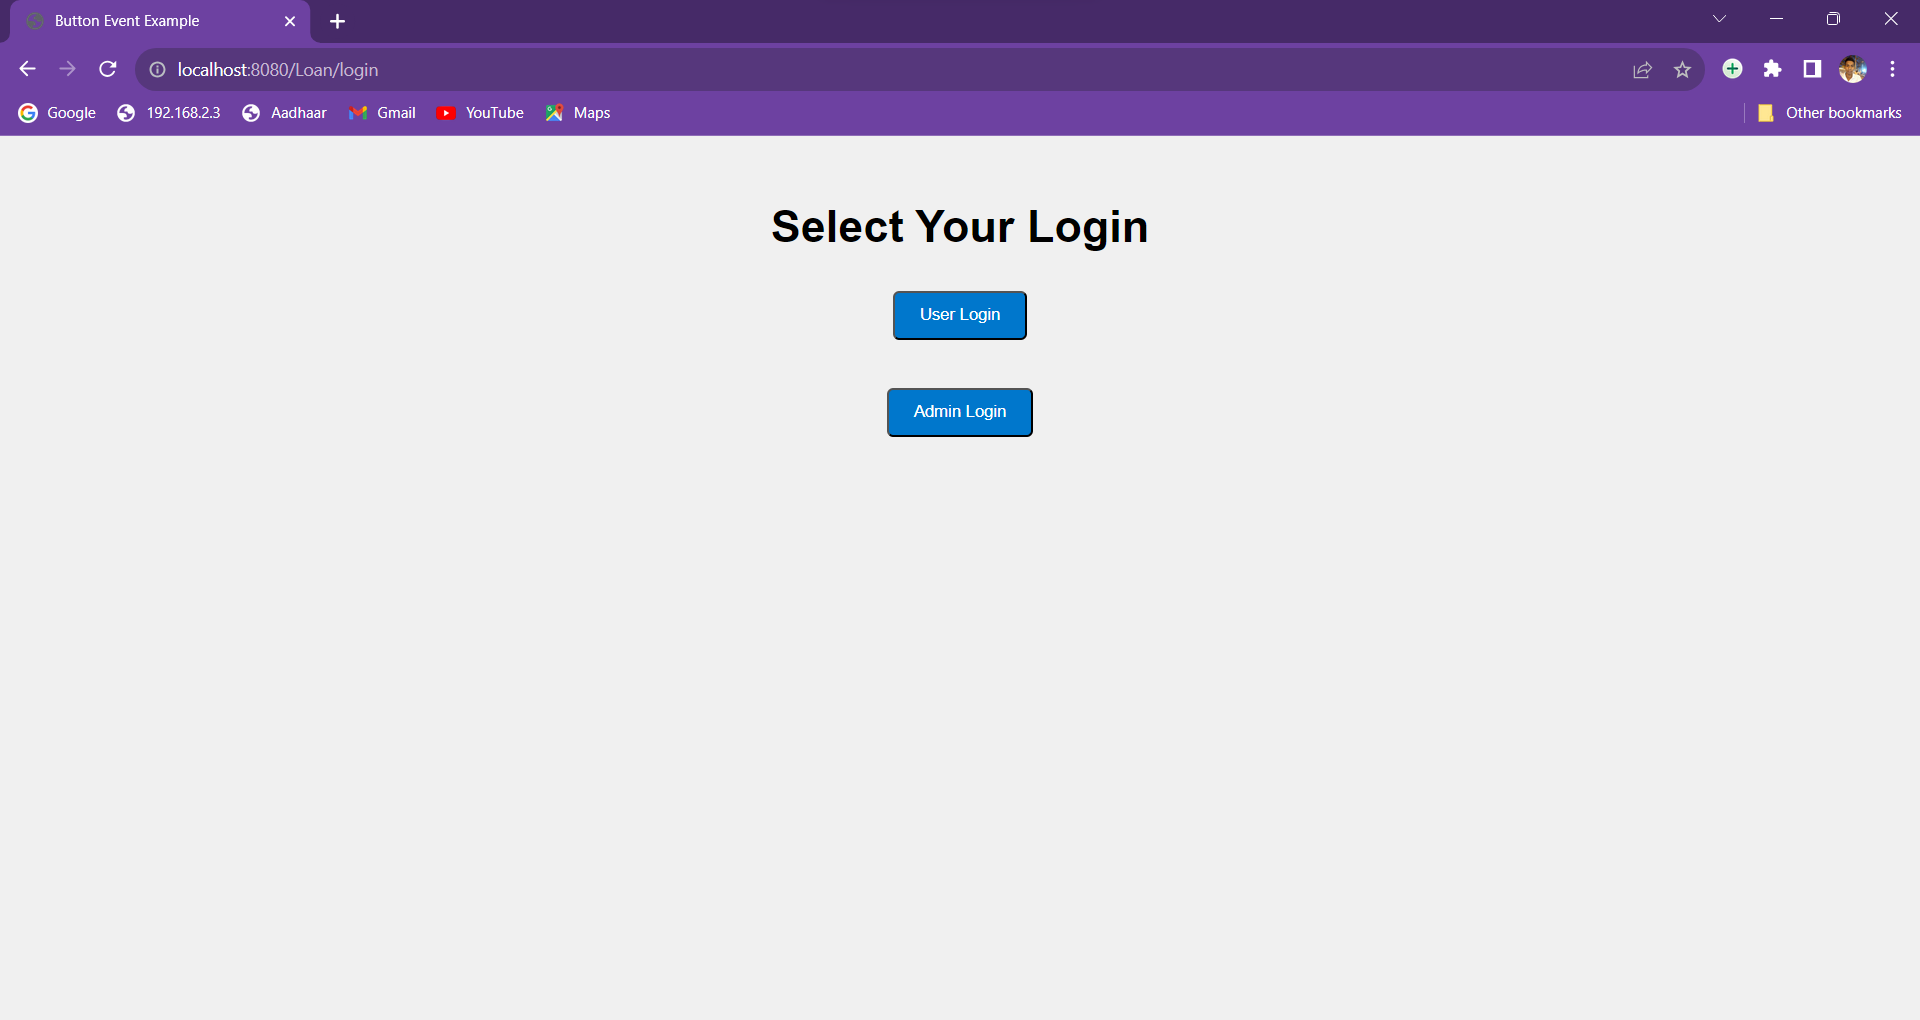 Button Event Example
localhost:8080/Loan/login
Google 192.168.2.3 Aadhaar Gmail YouTube Maps Other bookmarks
Select Your Login
User Login
Admin Login